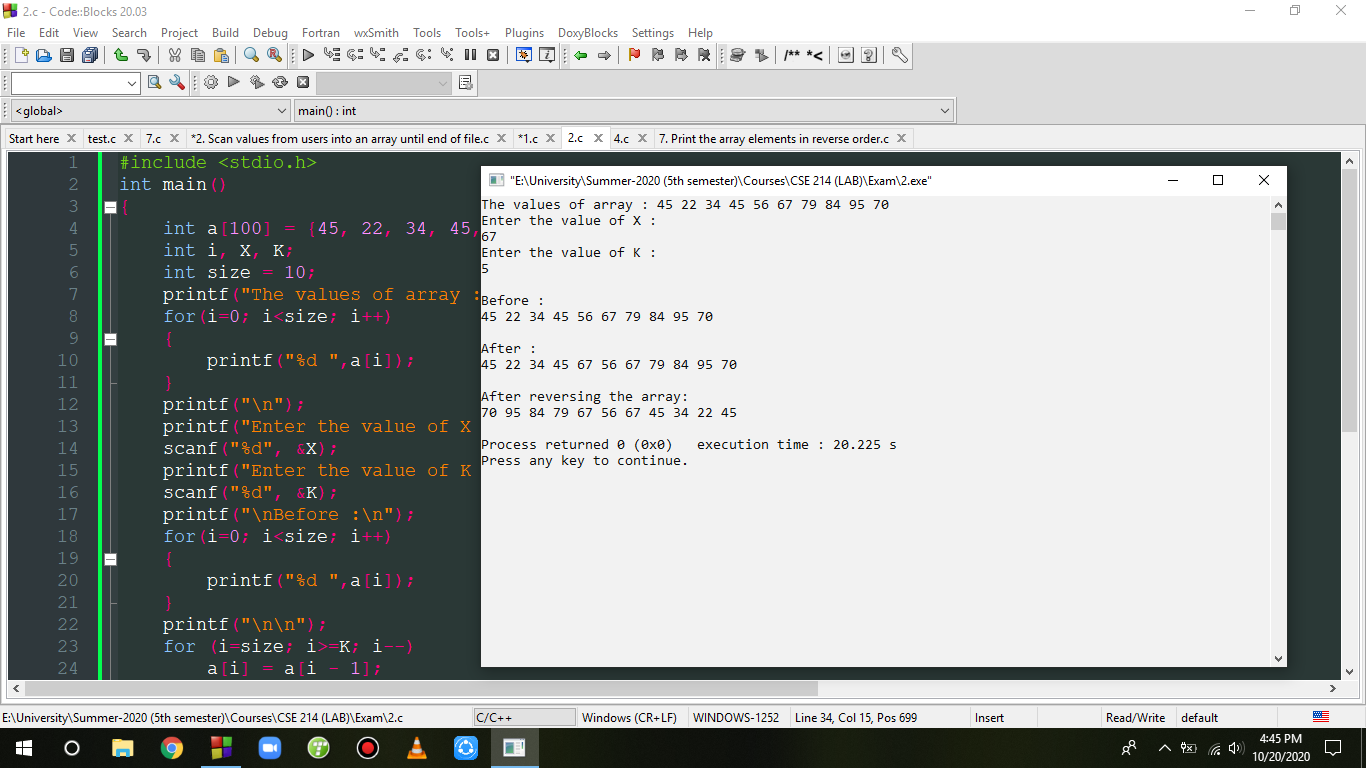 2.c - Code::Blocks 20.03
File Edit View Search Project Build Debug Fortran wxSmith Tools Tools+ Plugins DoxyBlocks Settings Help
/** *<
<global> main() : int
Start here test.c 7.c *2. Scan values from users into an array until end of file.c *1.c 2.c 4.c 7. Print the array elements in reverse order.c
1 #include <stdio.h>
2 int main()
3 {
4 int a[100] = {45, 22, 34, 45,
5 int i, X, K;
6 int size = 10;
7 printf("The values of array :
8 for(i=0; i<size; i++)
9 {
10 printf("%d ",a[i]);
11 }
12 printf("\n");
13 printf("Enter the value of X
14 scanf("%d", &X);
15 printf("Enter the value of K
16 scanf("%d", &K);
17 printf("\nBefore :\n");
18 for(i=0; i<size; i++)
19 {
20 printf("%d ",a[i]);
21 }
22 printf("\n\n");
23 for (i=size; i>=K; i--)
24 a[i] = a[i - 1];
"E:\University\Summer-2020 (5th semester)\Courses\CSE 214 (LAB)\Exam\2.exe"
The values of array : 45 22 34 45 56 67 79 84 95 70
Enter the value of X :
67
Enter the value of K :
5
Before :
45 22 34 45 56 67 79 84 95 70
After :
45 22 34 45 67 56 67 79 84 95 70
After reversing the array:
70 95 84 79 67 56 67 45 34 22 45
Process returned 0 (0x0) execution time : 20.225 s
Press any key to continue.
E:\University\Summer-2020 (5th semester)\Courses\CSE 214 (LAB)\Exam\2.c C/C++ Windows (CR+LF) WINDOWS-1252 Line 34, Col 15, Pos 699 Insert Read/Write default
4:45 PM
10/20/2020